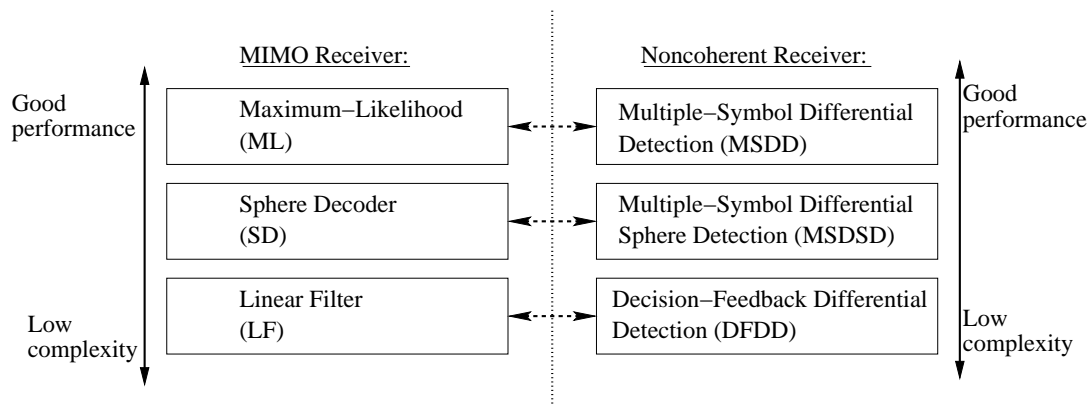 MIMO Receiver:
Noncoherent Receiver:
Good
performance
Maximum−Likelihood
(ML)
Multiple−Symbol Differential
Detection (MSDD)
Good
performance
Sphere Decoder
(SD)
Multiple−Symbol Differential
Sphere Detection (MSDSD)
Low
complexity
Linear Filter
(LF)
Decision−Feedback Differential
Detection (DFDD)
Low
complexity